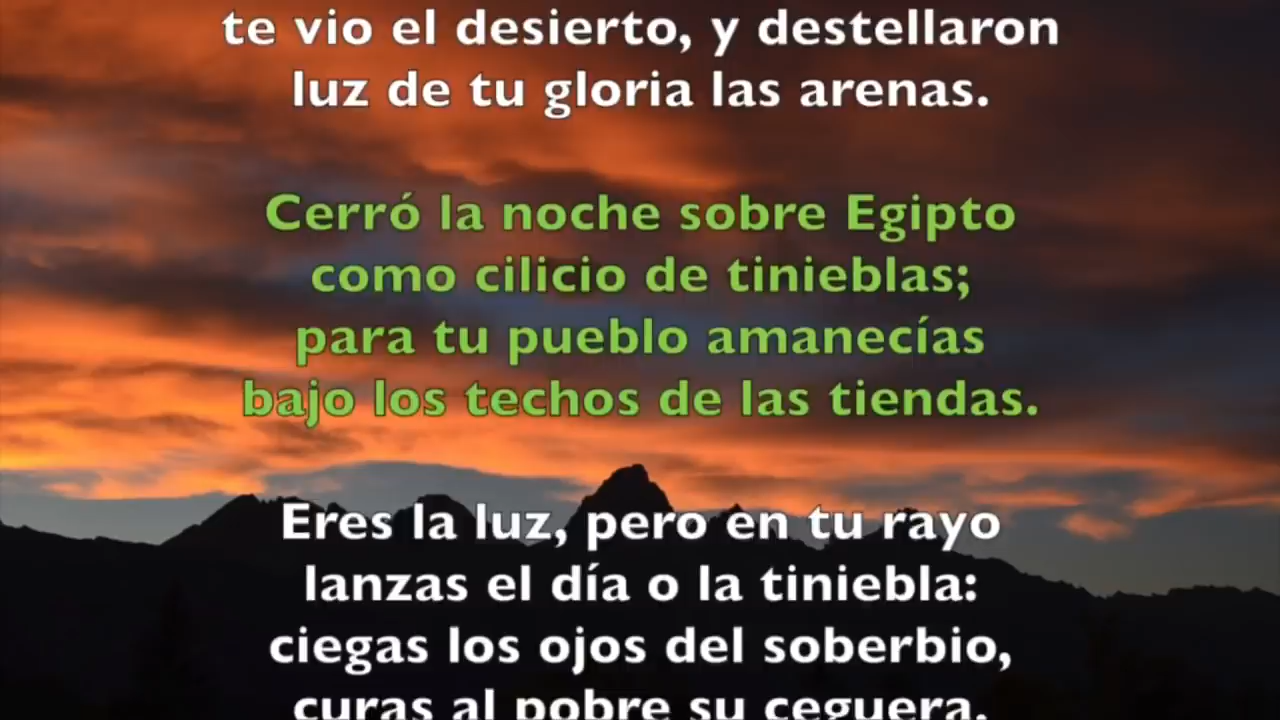 te vio el desierto, y destellaron
luz de tu gloria las arenas.
Cerró la noche sobre Egipto
como cilicio de tinieblas;
para tu pueblo amanecías
bajo los techos de las tiendas.
Eres la luz, pero en tu rayo
lanzas el día o la tiniebla:
ciegas los ojos del soberbio,
curas al pobre su ceguera.